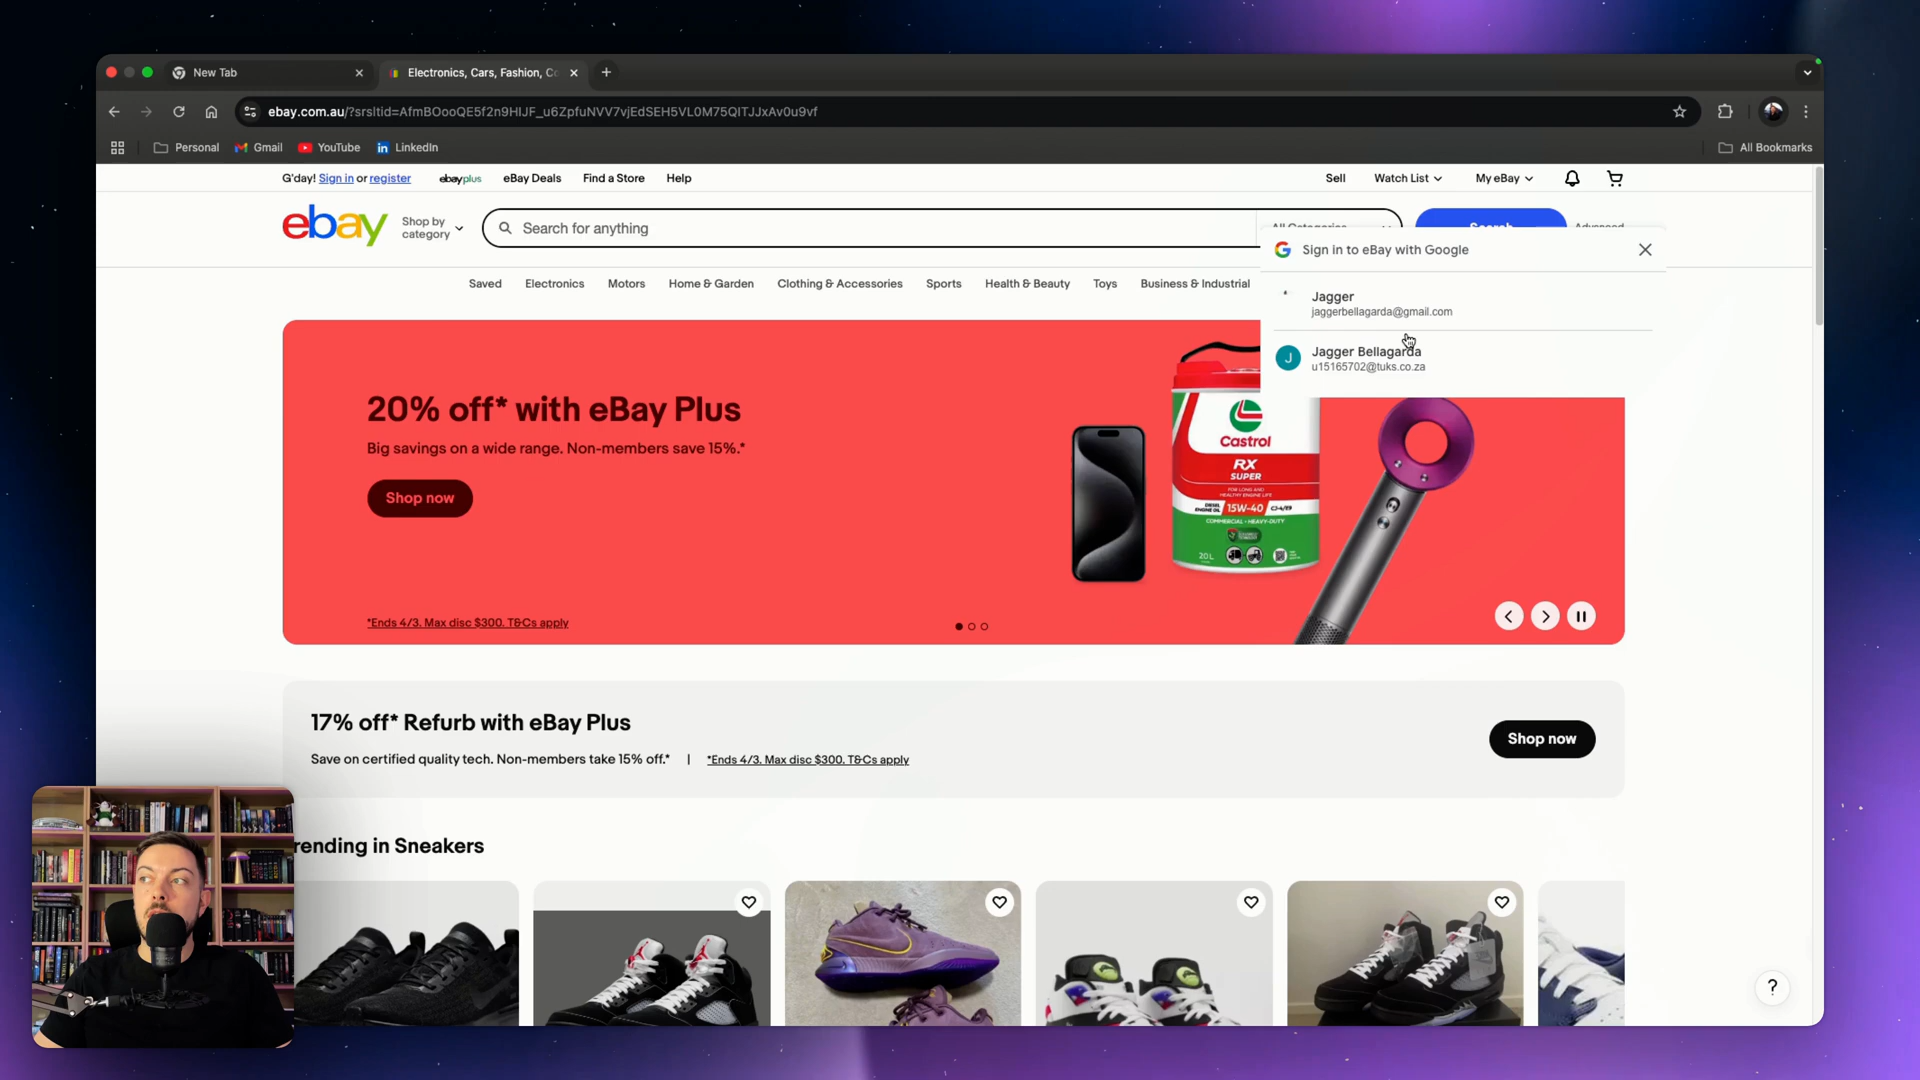 New Tab
Electronics, Cars, Fashion, Co
ebay.com.au/?srsltid=AfmBOooQE5f2n9HIJF_u6ZpfuNVV7vjEdSEH5VL0M75QITJJxAv0u9vf
Personal
Gmail
YouTube
LinkedIn
All Bookmarks
G'day! Sign in or register
ebayplus
eBay Deals
Find a Store
Help
Sell
Watch List
My eBay
ebay
Shop by
category
Search for anything
All Categories
Search
Advanced
Sign in to eBay with Google
Jagger
jaggerbellagarda@gmail.com
J
Jagger Bellagarda
u15165702@tuks.co.za
Saved
Electronics
Motors
Home & Garden
Clothing & Accessories
Sports
Health & Beauty
Toys
Business & Industrial
20% off* with eBay Plus
Big savings on a wide range. Non-members save 15%.*
Shop now
*Ends 4/3. Max disc $300. T&Cs apply
Castrol
RX
SUPER
DIESEL
ENGINE OIL
15W-40
CJ-4/E9
COMMERCIAL • HEAVY-DUTY
20 L
17% off* Refurb with eBay Plus
Save on certified quality tech. Non-members take 15% off.*
|
*Ends 4/3. Max disc $300. T&Cs apply
Shop now
rending in Sneakers
?